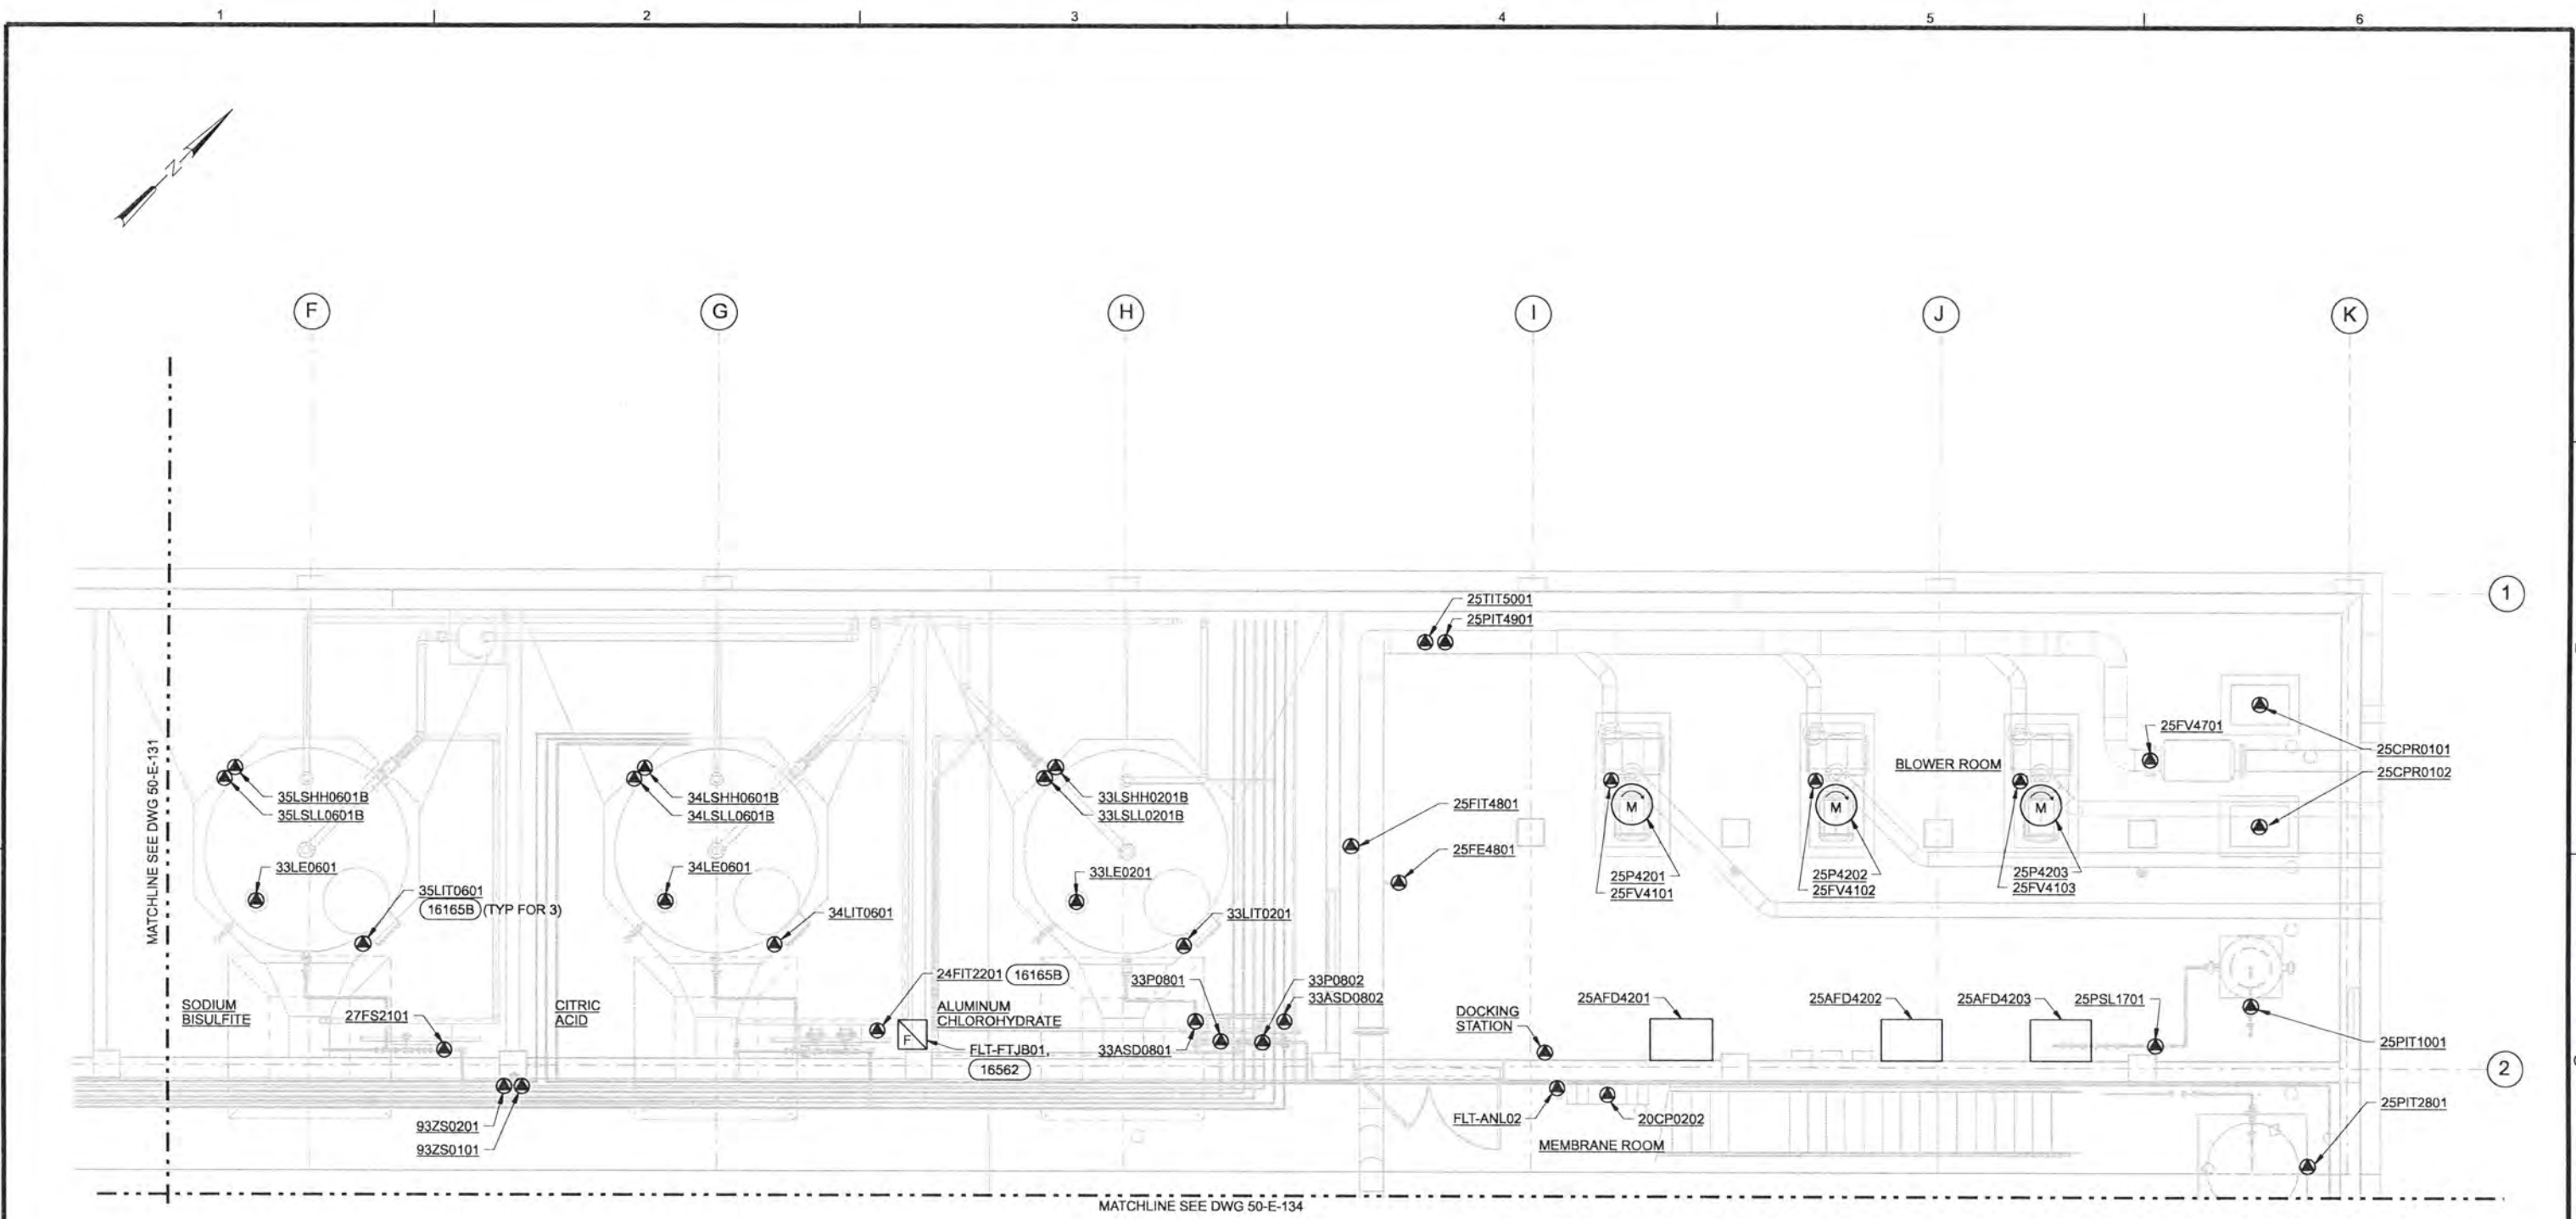 1 2 3 4 5 6
N
F G H I J K
1
25TIT5001
25PIT4901
25FV4701
25CPR0101
25CPR0102
BLOWER ROOM
MATCHLINE SEE DWG 50-E-131
35LSHH0601B
35LSLL0601B
34LSHH0601B
34LSLL0601B
33LSHH0201B
33LSLL0201B
25FIT4801
25FE4801
M M M
25P4201
25FV4101
25P4202
25FV4102
25P4203
25FV4103
33LE0601
34LE0601
33LE0201
35LIT0601
16165B (TYP FOR 3)
34LIT0601
33LIT0201
24FIT2201 16165B
33P0801
33P0802
33ASD0802
33ASD0801
SODIUM
BISULFITE
27FS2101
CITRIC
ACID
ALUMINUM
CHLOROHYDRATE
F
FLT-FTJB01,
16562
DOCKING
STATION
25AFD4201
25AFD4202
25AFD4203
25PSL1701
25PIT1001
2
93ZS0201
93ZS0101
FLT-ANL02
20CP0202
MEMBRANE ROOM
25PIT2801
MATCHLINE SEE DWG 50-E-134